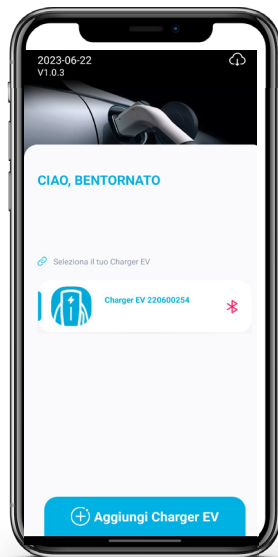 2023-06-22
V1.0.3
CIAO, BENTORNATO
Seleziona il tuo Charger EV
Charger EV 220600254
Aggiungi Charger EV